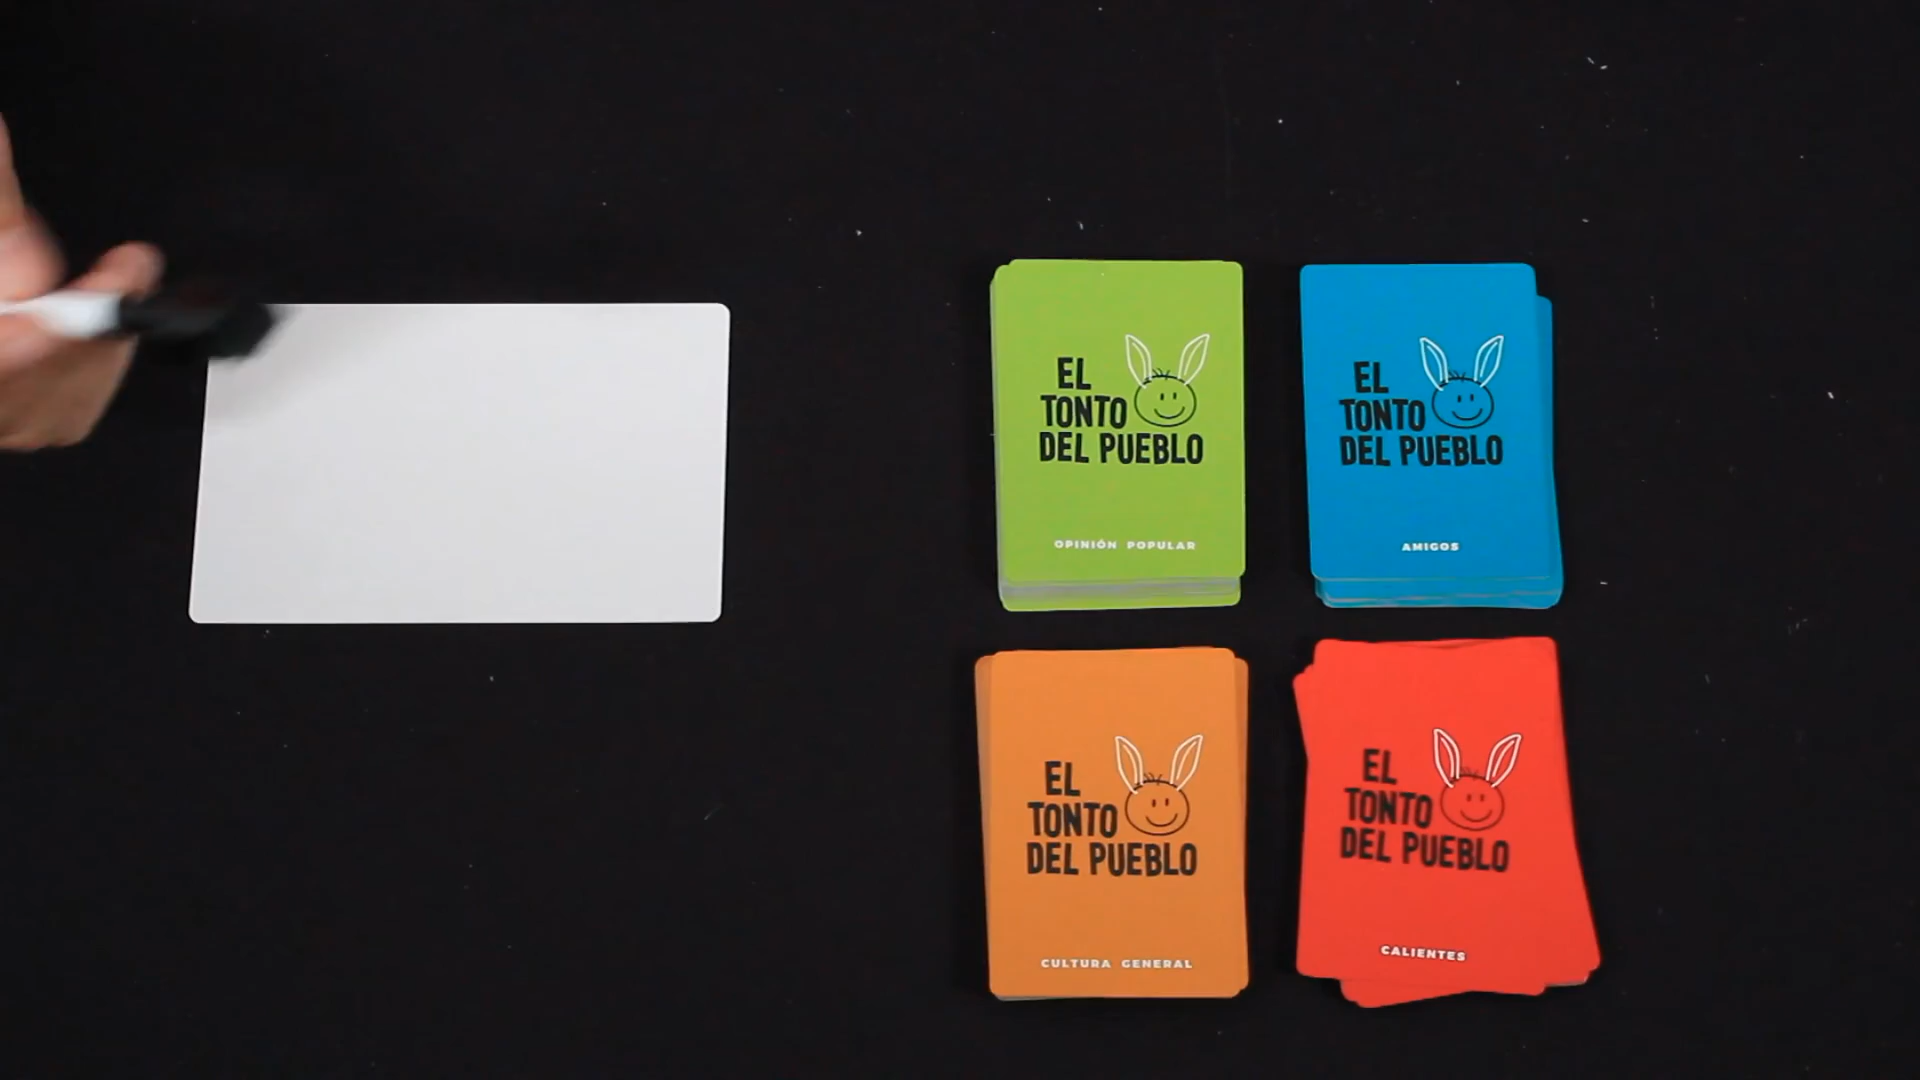 EL
TONTO
DEL PUEBLO
OPINIÓN POPULAR
EL
TONTO
DEL PUEBLO
AMIGOS
EL
TONTO
DEL PUEBLO
CULTURA GENERAL
EL
TONTO
DEL PUEBLO
CALIENTES